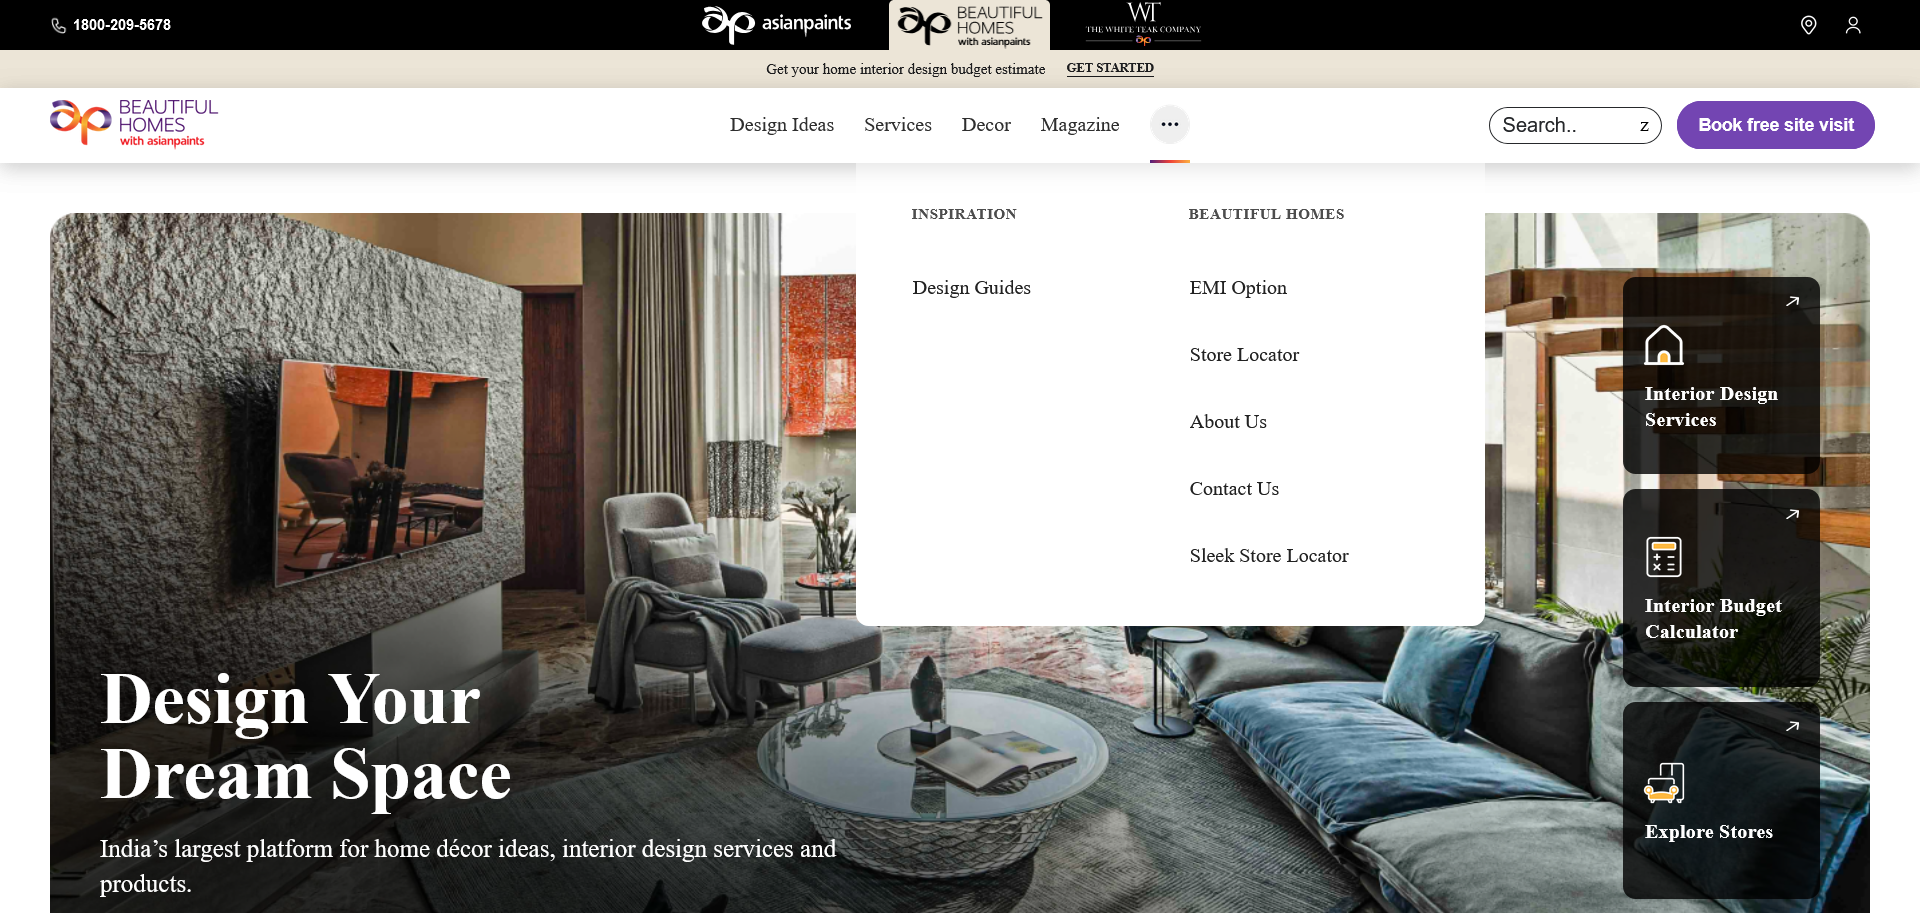 1800-209-5678
asianpaints
BEAUTIFUL
HOMES
with asianpaints
WT
THE WHITE TEAK COMPANY
ap
Get your home interior design budget estimate GET STARTED
BEAUTIFUL
HOMES
with asianpaints
Design Ideas Services Decor Magazine ••• Search.. z Book free site visit
INSPIRATION
Design Guides
BEAUTIFUL HOMES
EMI Option
Store Locator
About Us
Contact Us
Sleek Store Locator
Interior Design
Services
Interior Budget
Calculator
Explore Stores
Design Your
Dream Space
India’s largest platform for home décor ideas, interior design services and
products.